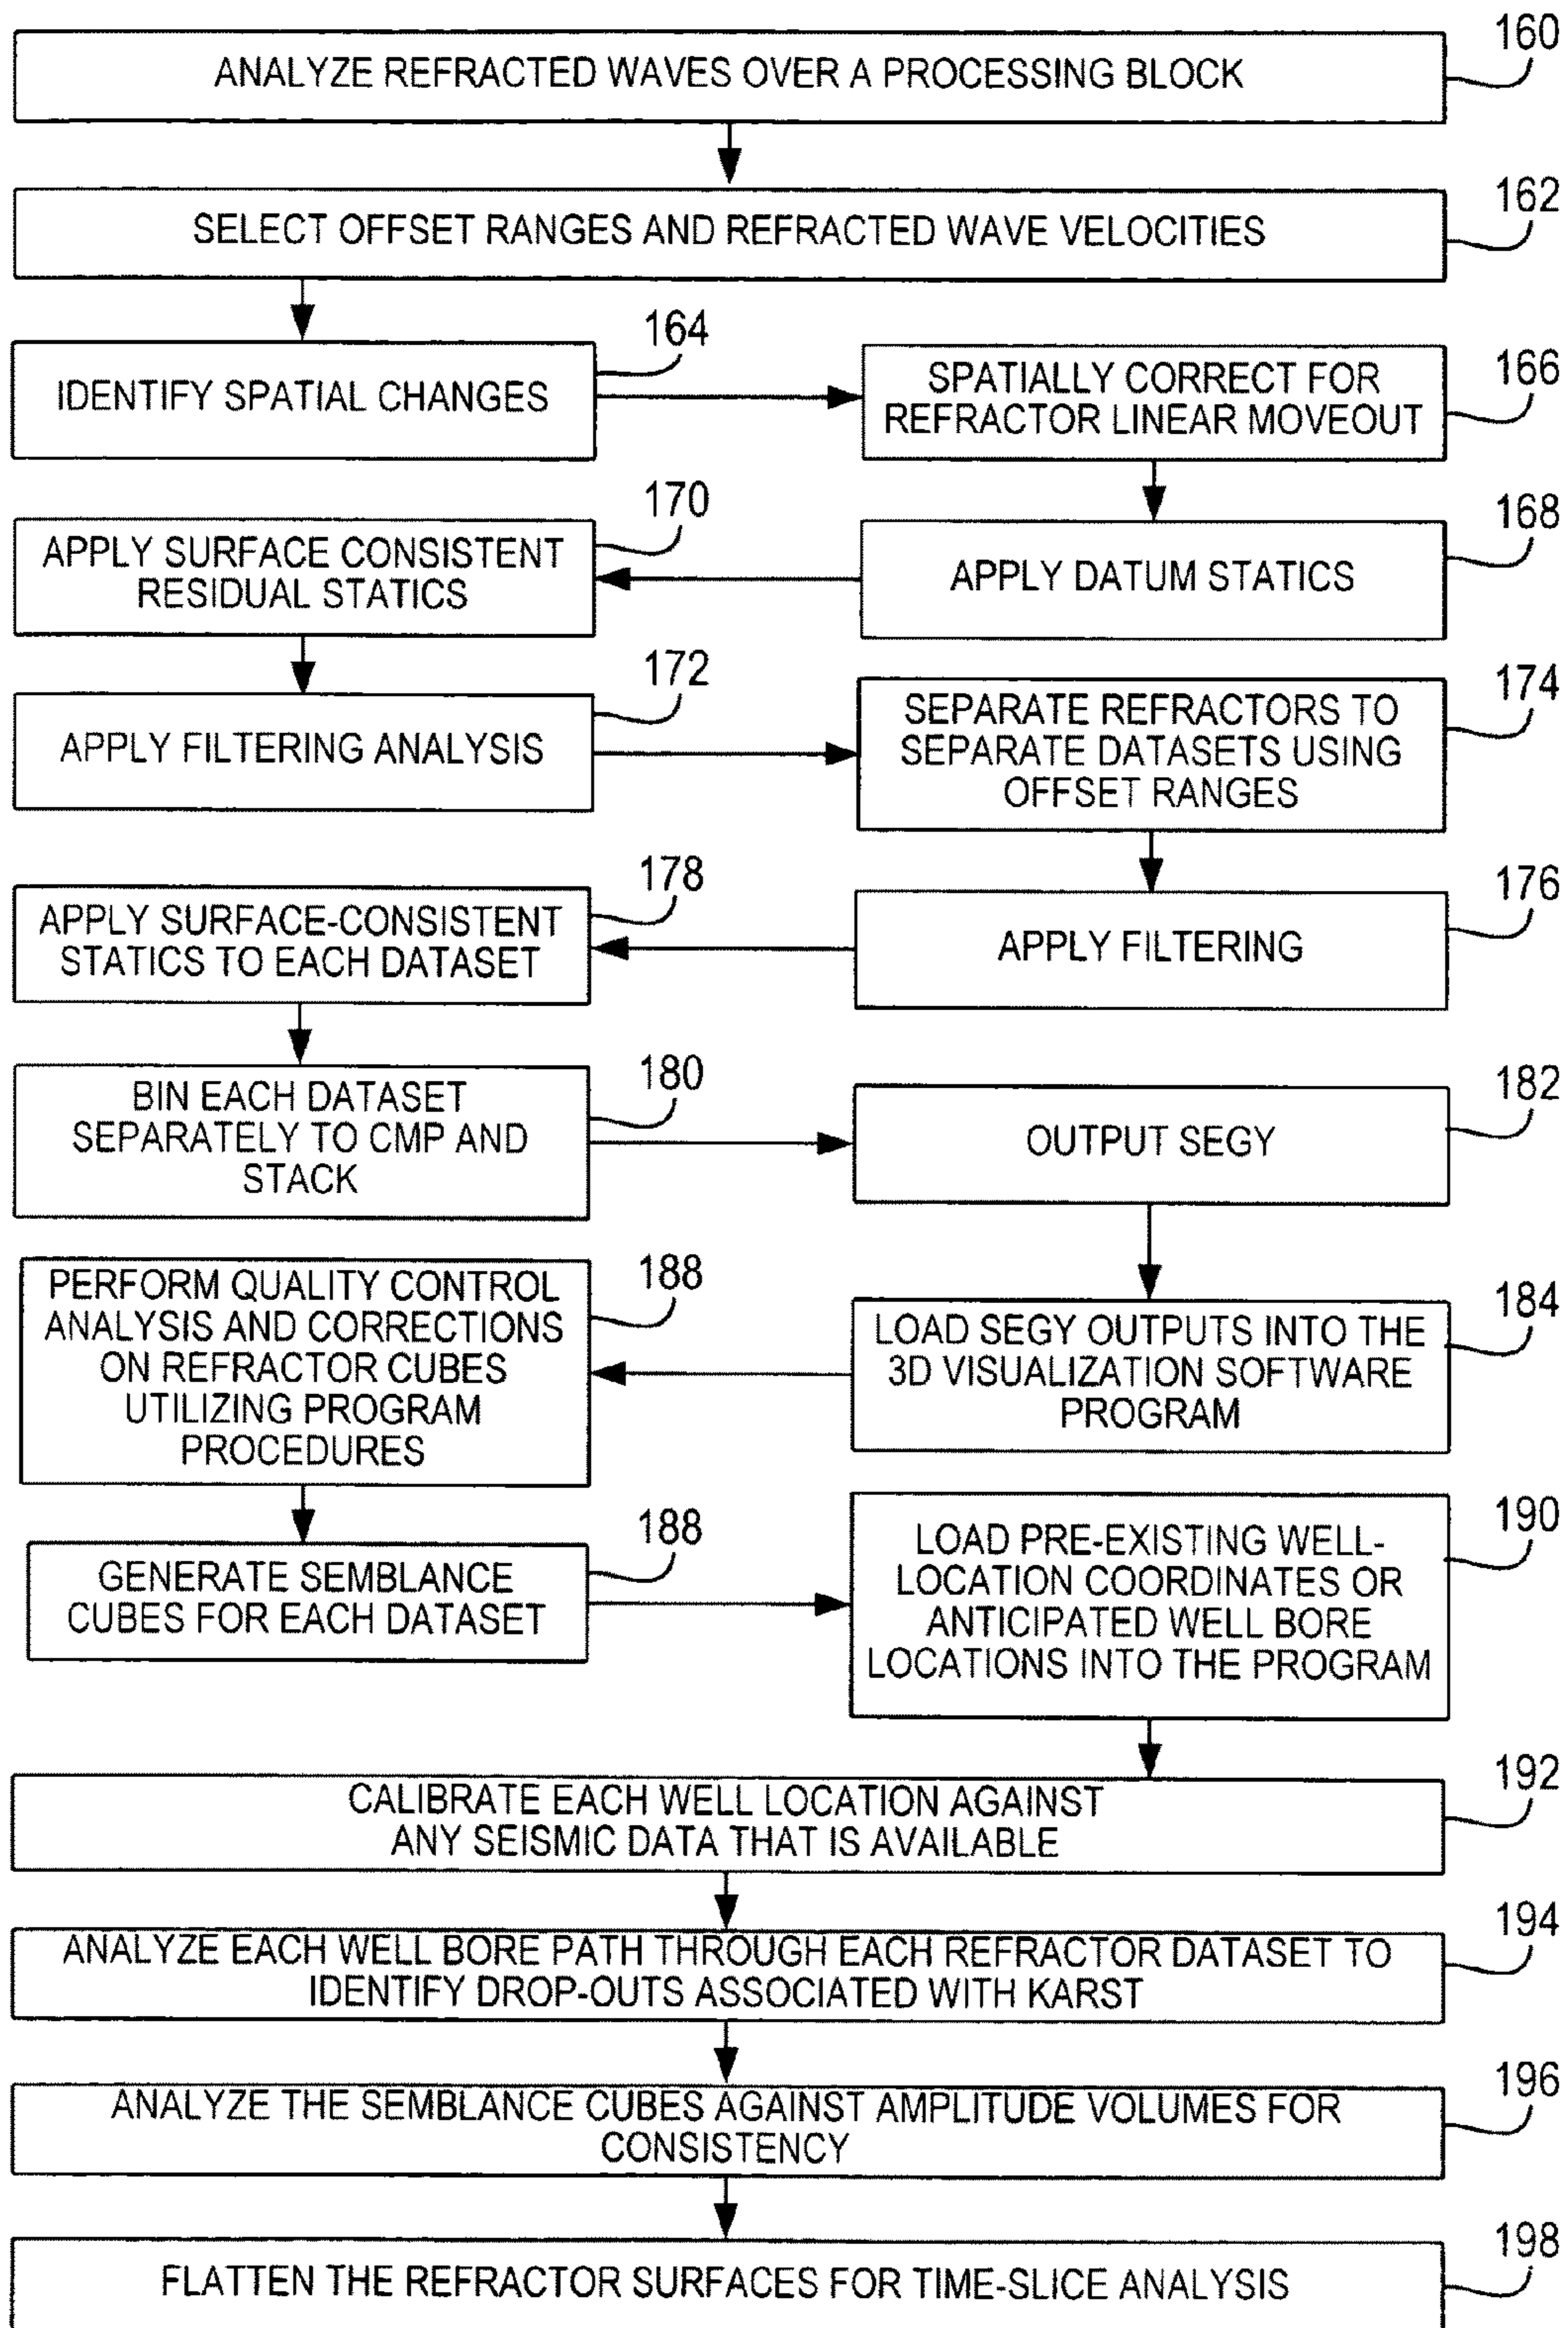 160
ANALYZE REFRACTED WAVES OVER A PROCESSING BLOCK
162
SELECT OFFSET RANGES AND REFRACTED WAVE VELOCITIES
164
IDENTIFY SPATIAL CHANGES
166
SPATIALLY CORRECT FOR
REFRACTOR LINEAR MOVEOUT
168
APPLY DATUM STATICS
170
APPLY SURFACE CONSISTENT
RESIDUAL STATICS
172
APPLY FILTERING ANALYSIS
174
SEPARATE REFRACTORS TO
SEPARATE DATASETS USING
OFFSET RANGES
176
APPLY FILTERING
178
APPLY SURFACE-CONSISTENT
STATICS TO EACH DATASET
180
BIN EACH DATASET
SEPARATELY TO CMP AND
STACK
182
OUTPUT SEGY
184
LOAD SEGY OUTPUTS INTO THE
3D VISUALIZATION SOFTWARE
PROGRAM
188
PERFORM QUALITY CONTROL
ANALYSIS AND CORRECTIONS
ON REFRACTOR CUBES
UTILIZING PROGRAM
PROCEDURES
188
GENERATE SEMBLANCE
CUBES FOR EACH DATASET
190
LOAD PRE-EXISTING WELL-
LOCATION COORDINATES OR
ANTICIPATED WELL BORE
LOCATIONS INTO THE PROGRAM
192
CALIBRATE EACH WELL LOCATION AGAINST
ANY SEISMIC DATA THAT IS AVAILABLE
194
ANALYZE EACH WELL BORE PATH THROUGH EACH REFRACTOR DATASET TO
IDENTIFY DROP-OUTS ASSOCIATED WITH KARST
196
ANALYZE THE SEMBLANCE CUBES AGAINST AMPLITUDE VOLUMES FOR
CONSISTENCY
198
FLATTEN THE REFRACTOR SURFACES FOR TIME-SLICE ANALYSIS